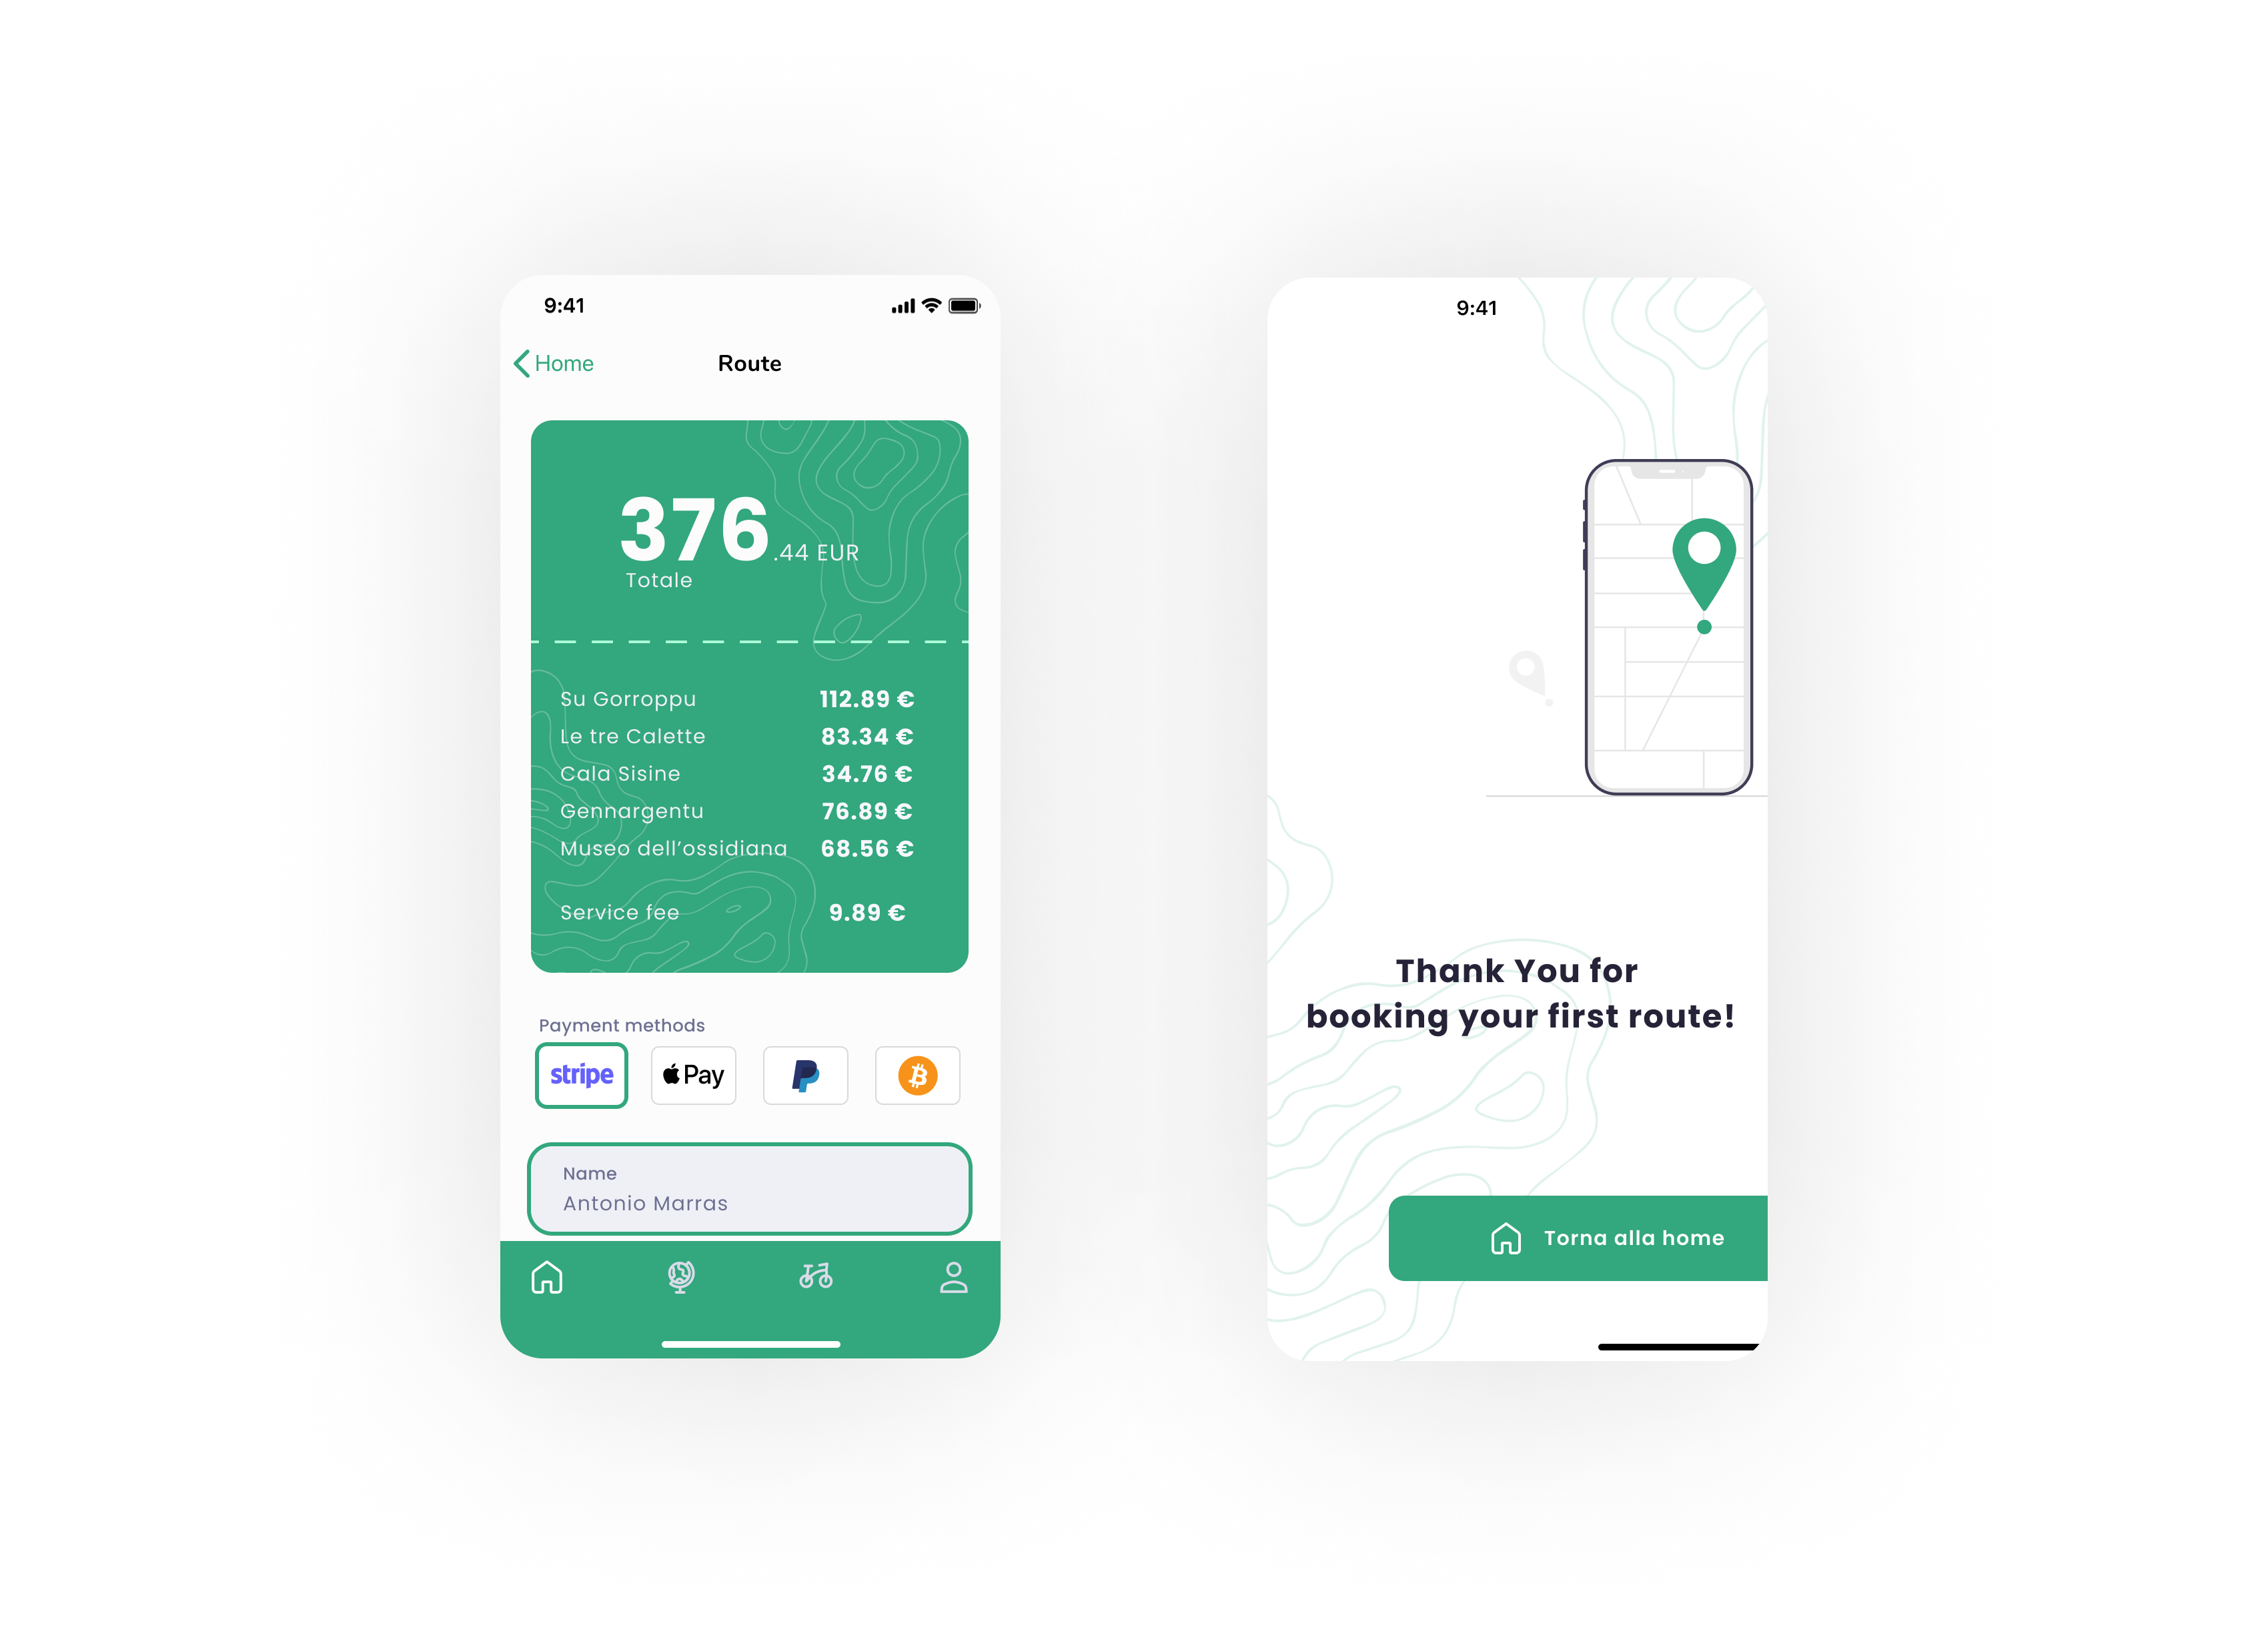 9:41
Home
Route
376.44 EUR
Totale
Su Gorroppu 112.89 €
Le tre Calette 83.34 €
Cala Sisine 34.76 €
Gennargentu 76.89 €
Museo dell’ossidiana 68.56 €
Service fee 9.89 €
Payment methods
stripe
Pay
Name
Antonio Marras
9:41
Thank You for
booking your first route!
Torna alla home